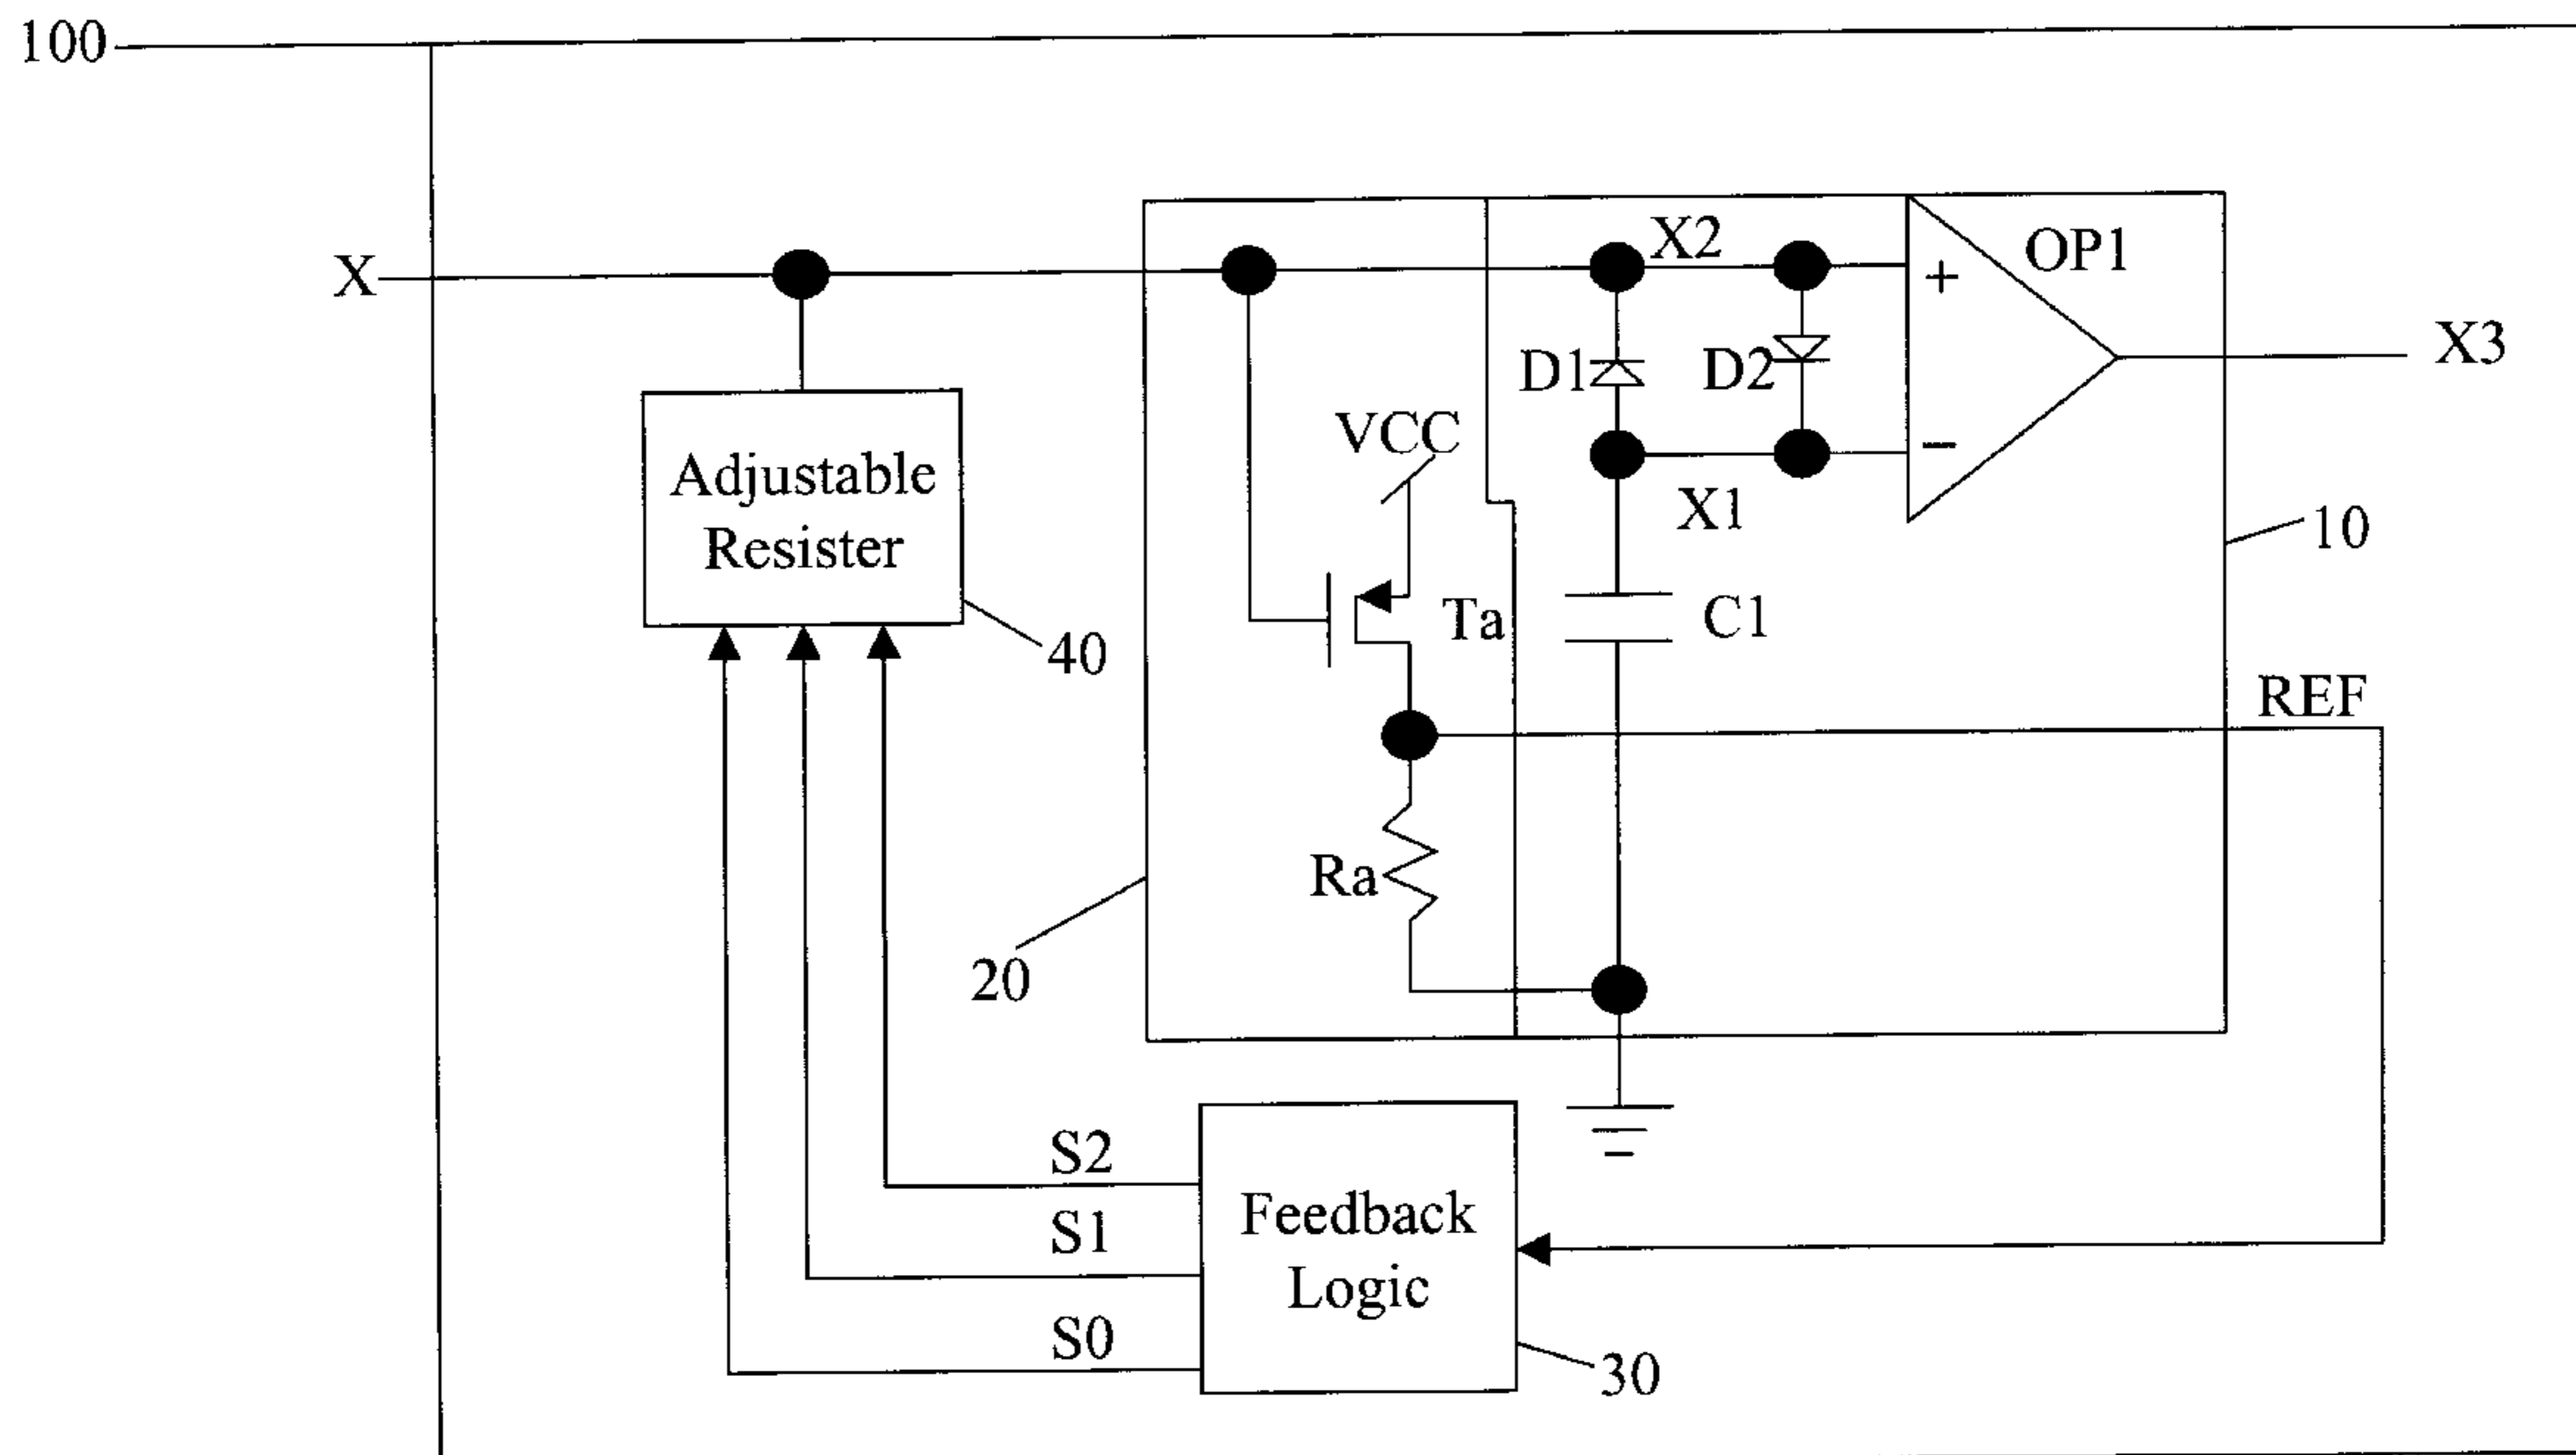 100
X
X2
OP1
+
X3
D1
D2
VCC
−
X1
10
Adjustable
Resister
Ta
C1
40
REF
Ra
20
S2
Feedback
S1
Logic
S0
30